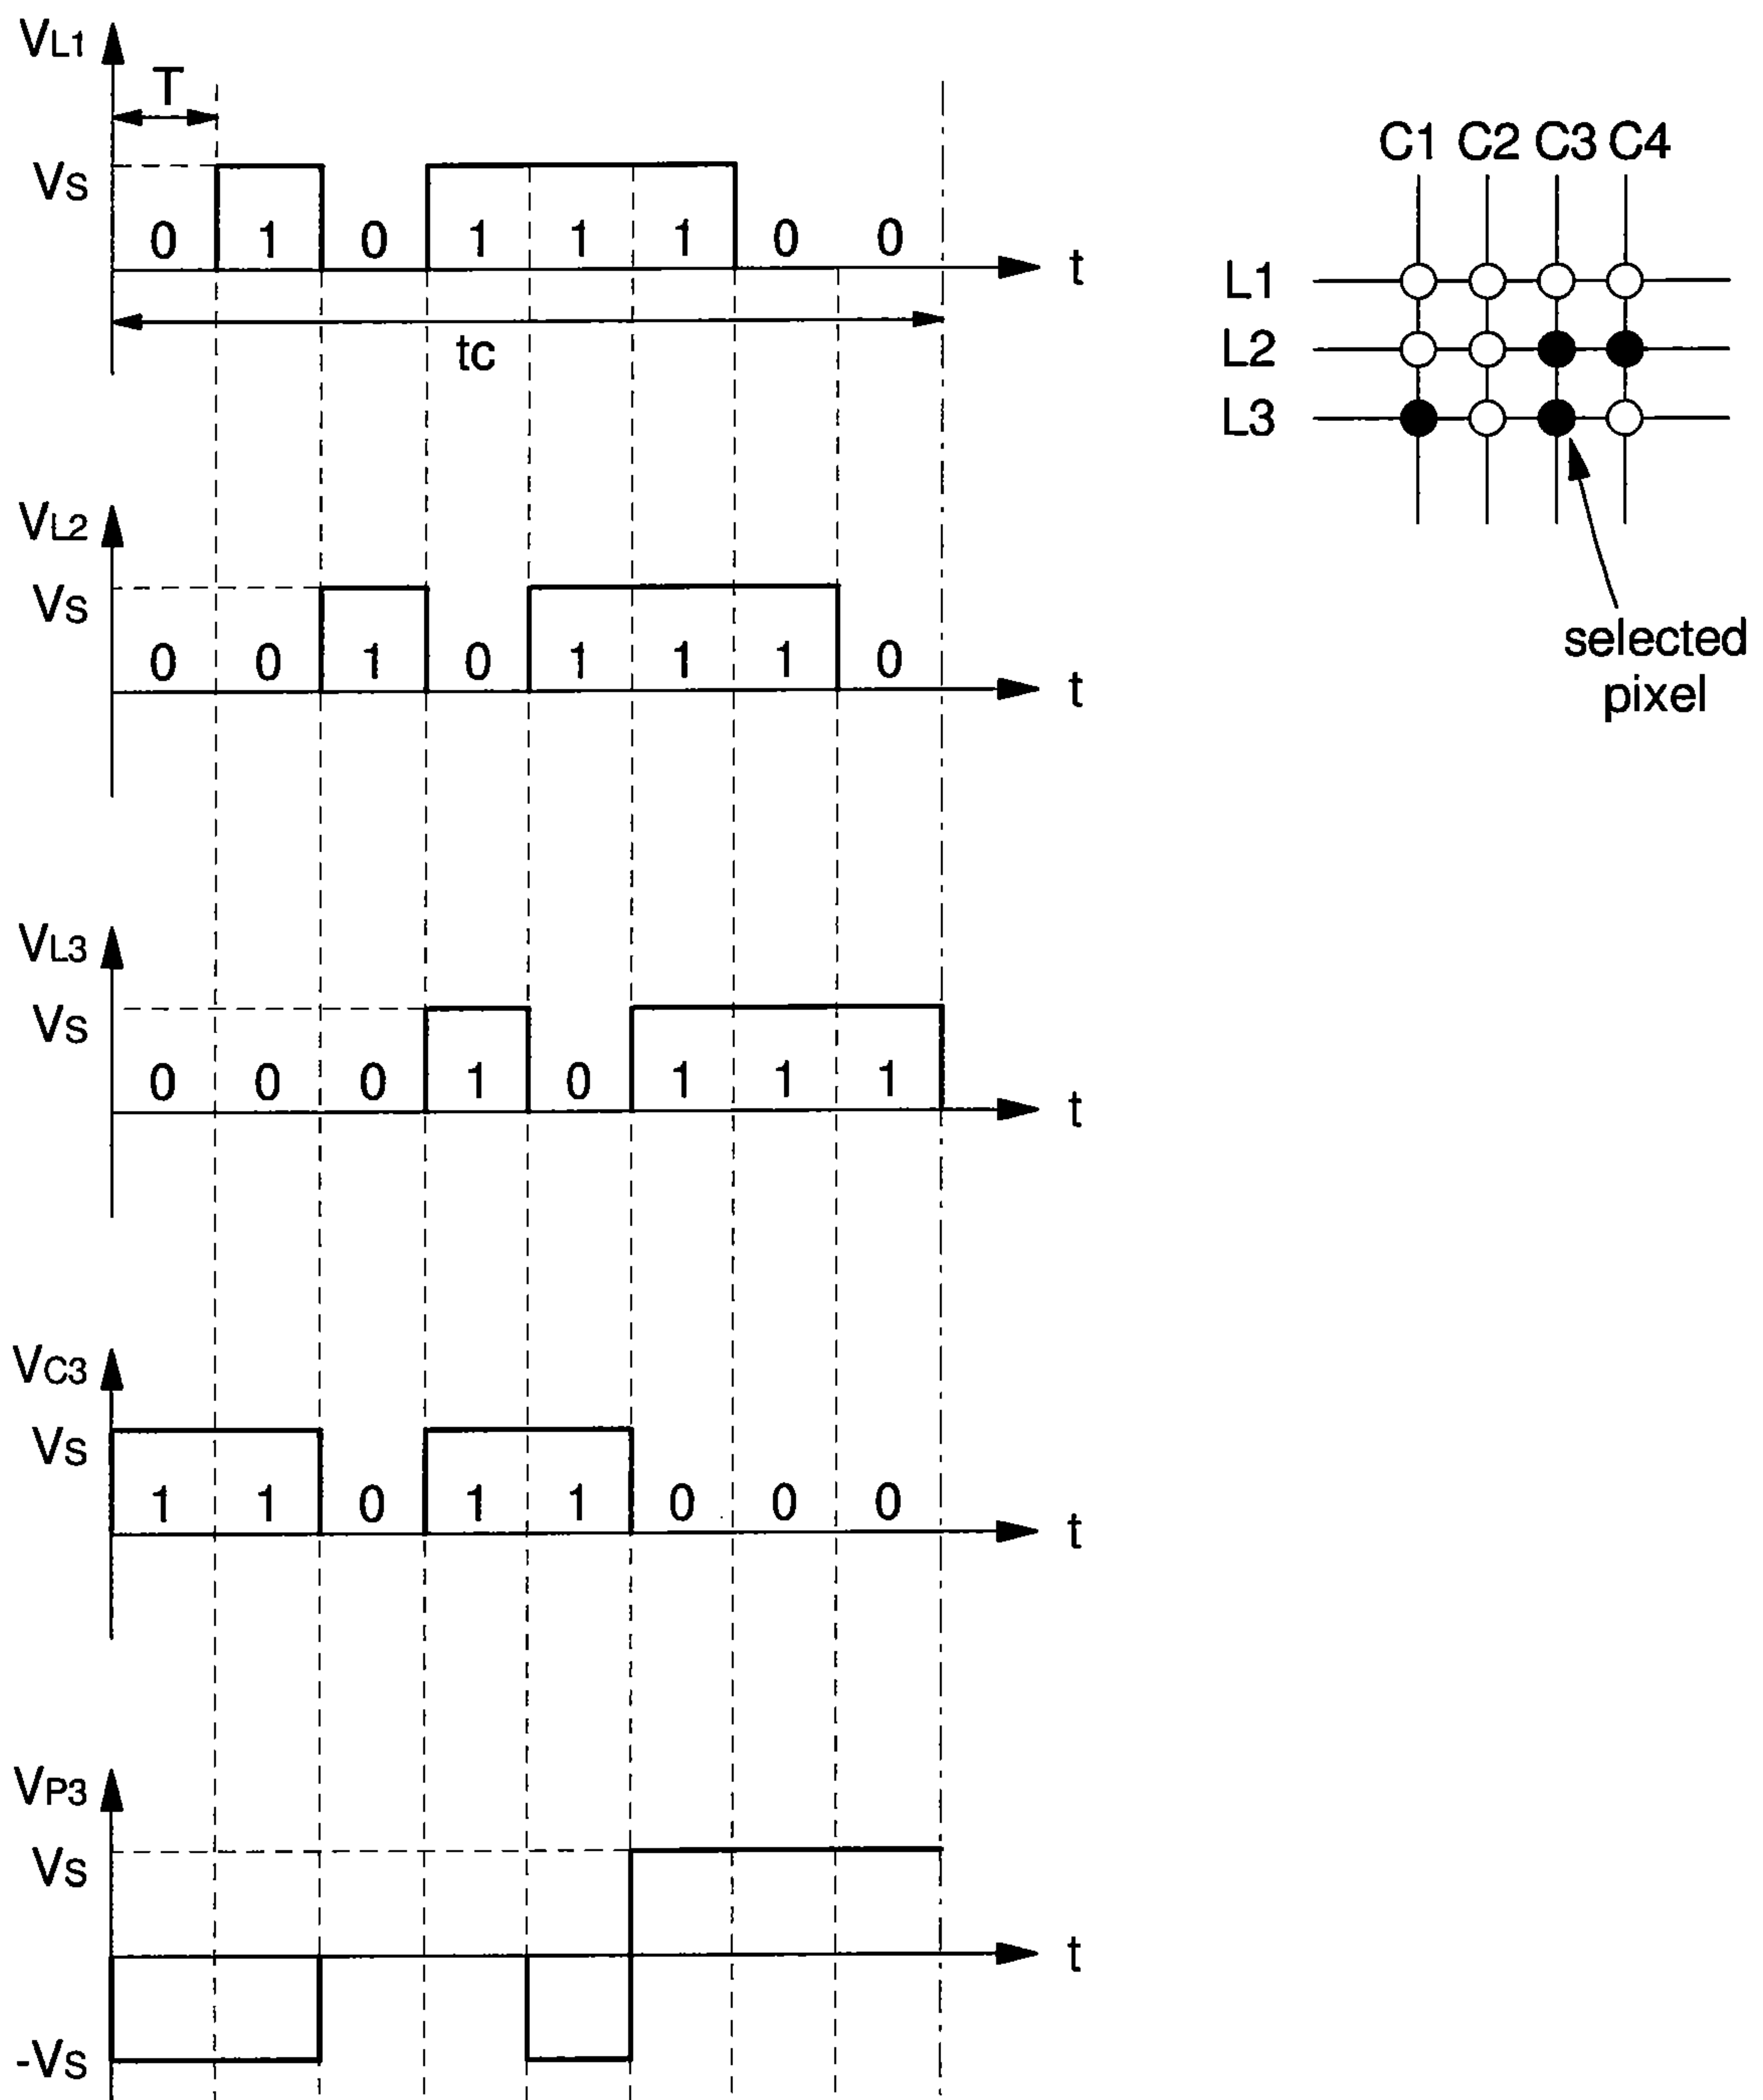 VL1
T
VS
0 1 0 1 1 1 0 0
t
tc
C1 C2 C3 C4
L1
L2
L3
selected
pixel
VL2
VS
0 0 1 0 1 1 1 0
t
VL3
VS
0 0 0 1 0 1 1 1
t
VC3
VS
1 1 0 1 1 0 0 0
t
VP3
VS
t
-VS